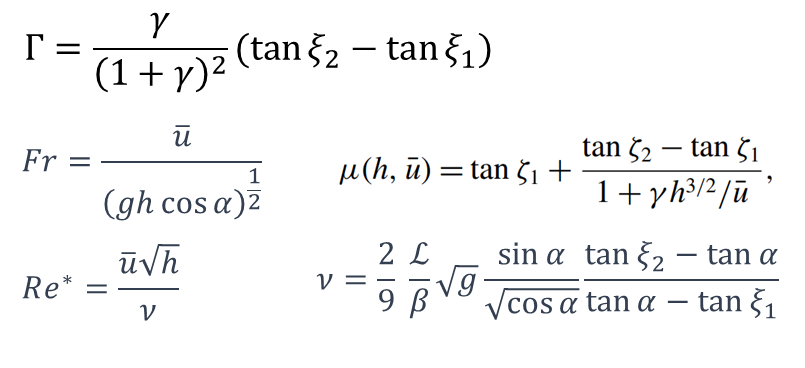 Γ = γ/(1 + γ)² (tan ξ₂ − tan ξ₁)
Fr = ū/(gh cos α)^(1/2)
μ(h, ū) = tan ζ₁ + (tan ζ₂ − tan ζ₁)/(1 + γh^(3/2)/ū),
Re* = ū√h/ν
ν = 2/9 ℒ/β √g sin α/√cos α (tan ξ₂ − tan α)/(tan α − tan ξ₁)